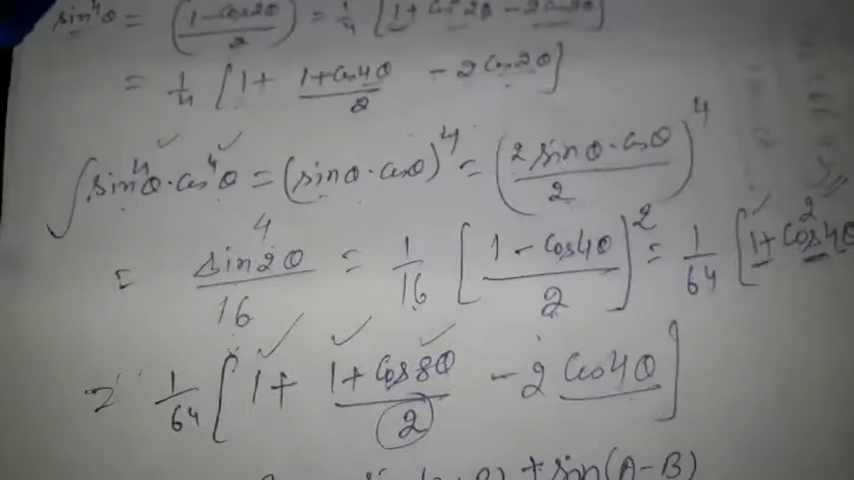 sin⁴θ = ((1-cos2θ)/2) = 1/4 [1+ cos²2θ - 2cos2θ]
= 1/4 [1+ (1+cos4θ)/2 - 2cos2θ]
∫sin⁴θ·cos⁴θ = (sinθ·cosθ)⁴ = (2sinθ·cosθ/2)⁴
= sin⁴2θ/16 = 1/16 [(1-cos4θ)/2]² = 1/64 [1+cos²4θ
= 1/64 [1+ (1+cos8θ)/2 - 2cos4θ]
+ sin(A-B)